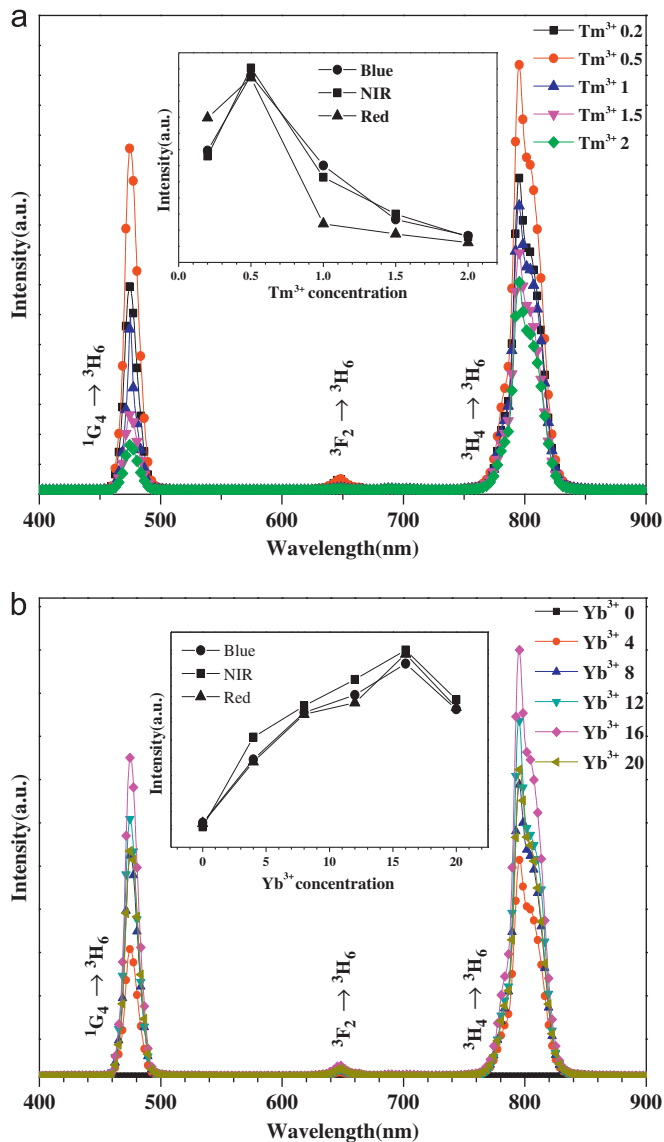 a
Tm³⁺ 0.2
Tm³⁺ 0.5
Tm³⁺ 1
Tm³⁺ 1.5
Tm³⁺ 2
Blue
NIR
Red
Intensity(a.u.)
0.0 0.5 1.0 1.5 2.0
Tm³⁺ concentration
Intensity(a.u.)
¹G₄ → ³H₆
³F₂ → ³H₆
³H₄ → ³H₆
400 500 600 700 800 900
Wavelength(nm)
b
Yb³⁺ 0
Yb³⁺ 4
Yb³⁺ 8
Yb³⁺ 12
Yb³⁺ 16
Yb³⁺ 20
Blue
NIR
Red
Intensity(a.u.)
0 5 10 15 20
Yb³⁺ concentration
Intensity(a.u.)
¹G₄ → ³H₆
³F₂ → ³H₆
³H₄ → ³H₆
400 500 600 700 800 900
Wavelength(nm)